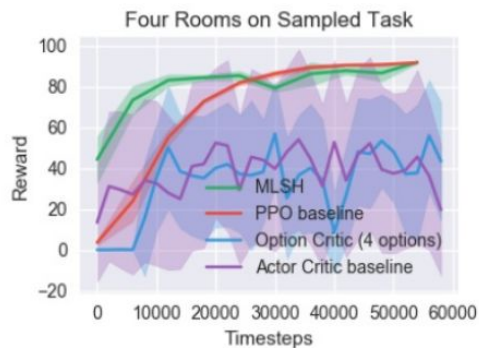 Four Rooms on Sampled Task
100
80
60
40
20
0
−20
Reward
MLSH
PPO baseline
Option Critic (4 options)
Actor Critic baseline
0 10000 20000 30000 40000 50000 60000
Timesteps